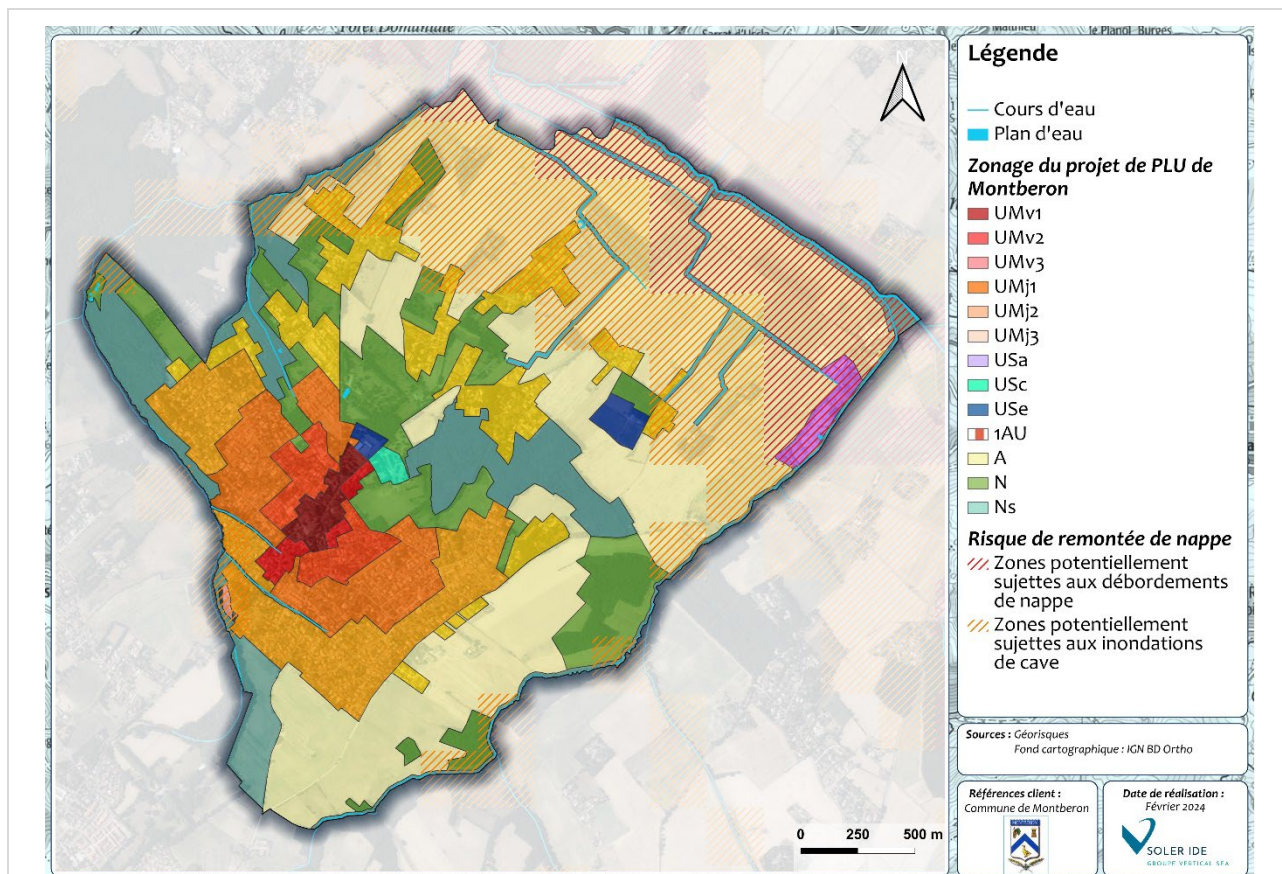 Forêt Domaniale
Légende
Cours d'eau
Plan d'eau
Zonage du projet de PLU de
Montberon
UMv1
UMv2
UMv3
UMj1
UMj2
UMj3
USa
USc
USe
1AU
A
N
Ns
Risque de remontée de nappe
Zones potentiellement
sujettes aux débordements
de nappe
Zones potentiellement
sujettes aux inondations
de cave
0 250 500 m
Sources : Géorisques
Fond cartographique : IGN BD Ortho
Références client :
Commune de Montberon
Date de réalisation :
Février 2024
SOLER IDE
GROUPE VERTICAL SEA